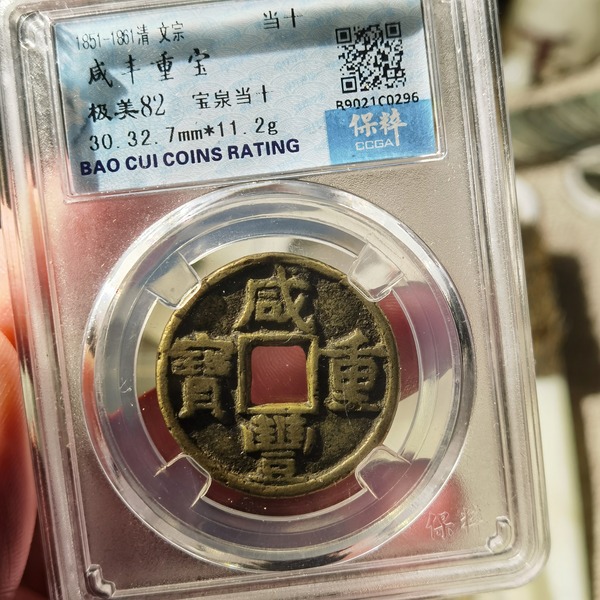 1851-1861清 文宗 当十
咸丰重宝
极美82 宝泉当十
30.32.7mm*11.2g
BAO CUI COINS RATING
B9021C0296
保粹
CCGA
咸
寶 重
豐
保粹